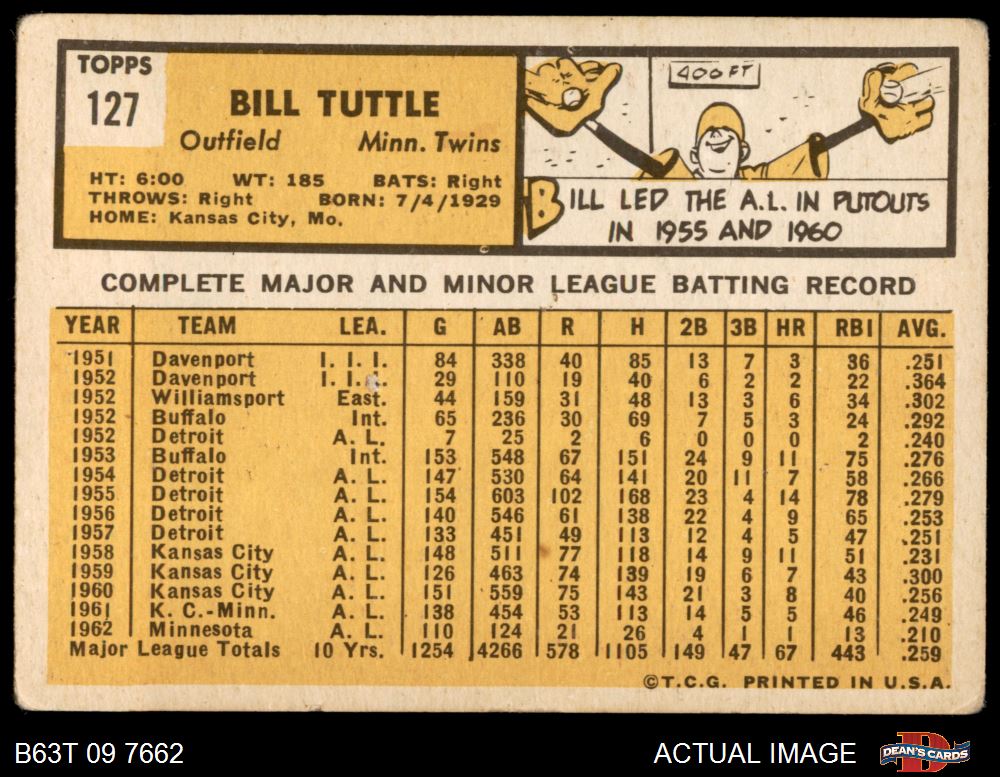 TOPPS
127
BILL TUTTLE
Outfield Minn. Twins
HT: 6:00 WT: 185 BATS: Right
THROWS: Right BORN: 7/4/1929
HOME: Kansas City, Mo.
400 FT
BILL LED THE A.L. IN PUTOUTS
IN 1955 AND 1960
COMPLETE MAJOR AND MINOR LEAGUE BATTING RECORD
YEAR TEAM LEA. G AB R H 2B 3B HR RBI AVG.
1951 Davenport I. I. I. 84 338 40 85 13 7 3 36 .251
1952 Davenport I. I. I. 29 110 19 40 6 2 2 22 .364
1952 Williamsport East. 44 159 31 48 13 3 6 34 .302
1952 Buffalo Int. 65 236 30 69 7 5 3 24 .292
1952 Detroit A. L. 7 25 2 6 0 0 0 2 .240
1953 Buffalo Int. 153 548 67 151 24 9 11 75 .276
1954 Detroit A. L. 147 530 64 141 20 11 7 58 .266
1955 Detroit A. L. 154 603 102 168 23 4 14 78 .279
1956 Detroit A. L. 140 546 61 138 22 4 9 65 .253
1957 Detroit A. L. 133 451 49 113 12 4 5 47 .251
1958 Kansas City A. L. 148 511 77 118 14 9 11 51 .231
1959 Kansas City A. L. 126 463 74 139 19 6 7 43 .300
1960 Kansas City A. L. 151 559 75 143 21 3 8 40 .256
1961 K. C.-Minn. A. L. 138 454 53 113 14 5 5 46 .249
1962 Minnesota A. L. 110 124 21 26 4 1 1 13 .210
Major League Totals 10 Yrs. 1254 4266 578 1105 149 47 67 443 .259
©T.C.G. PRINTED IN U.S.A.
B63T 09 7662 ACTUAL IMAGE DEAN'S CARDS